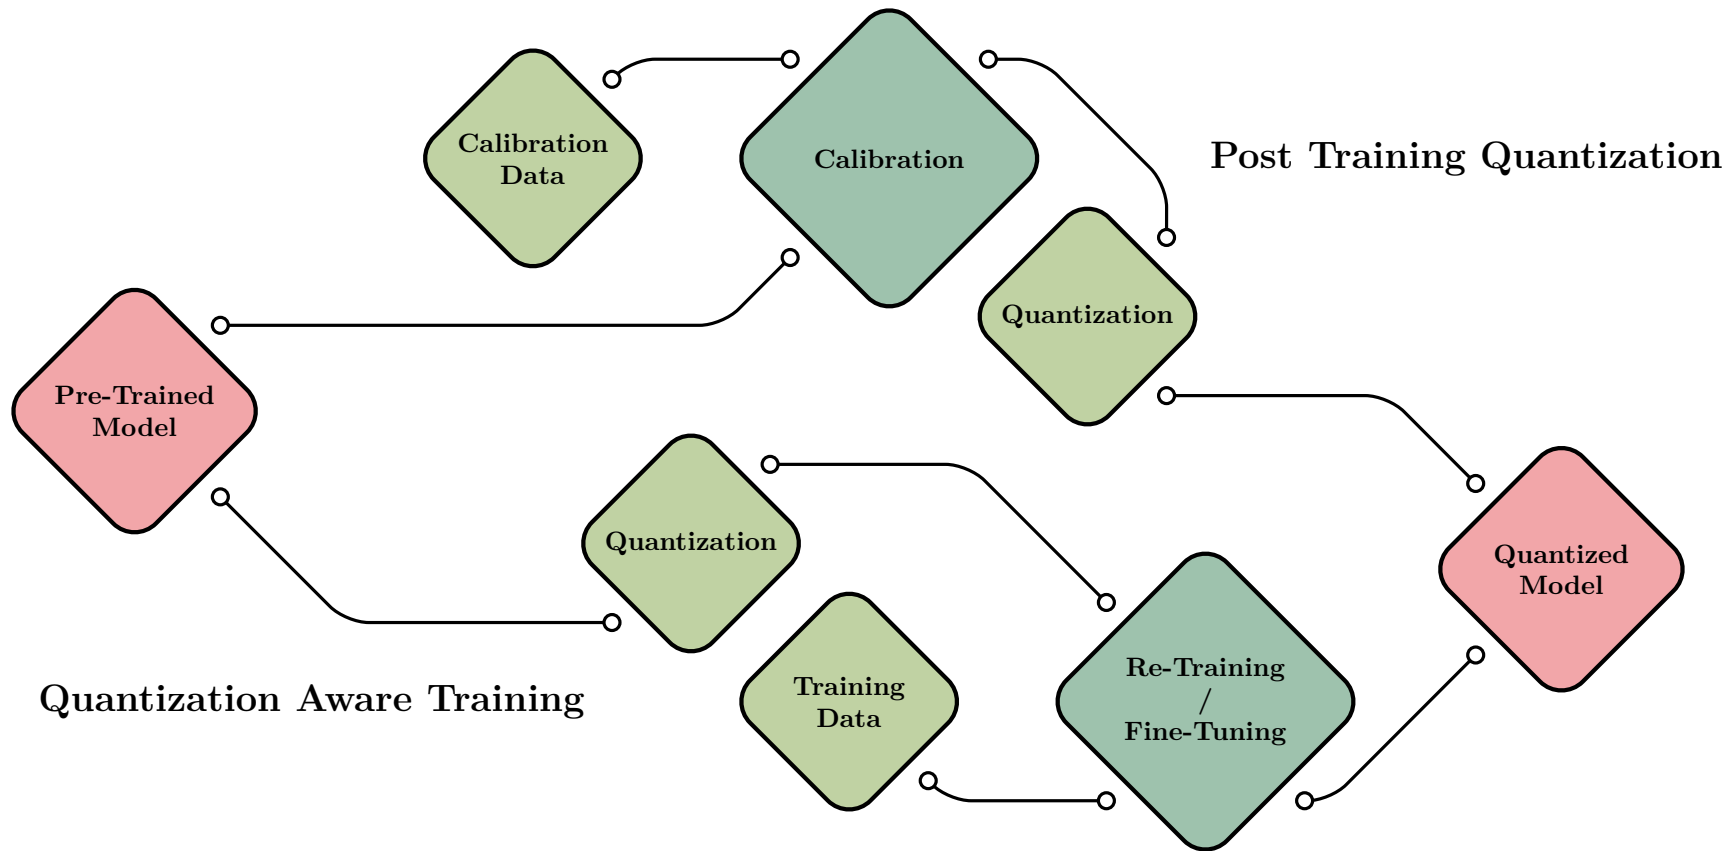 Calibration
Data
Calibration
Post Training Quantization
Quantization
Pre-Trained
Model
Quantization
Quantized
Model
Re-Training
/
Fine-Tuning
Training
Data
Quantization Aware Training